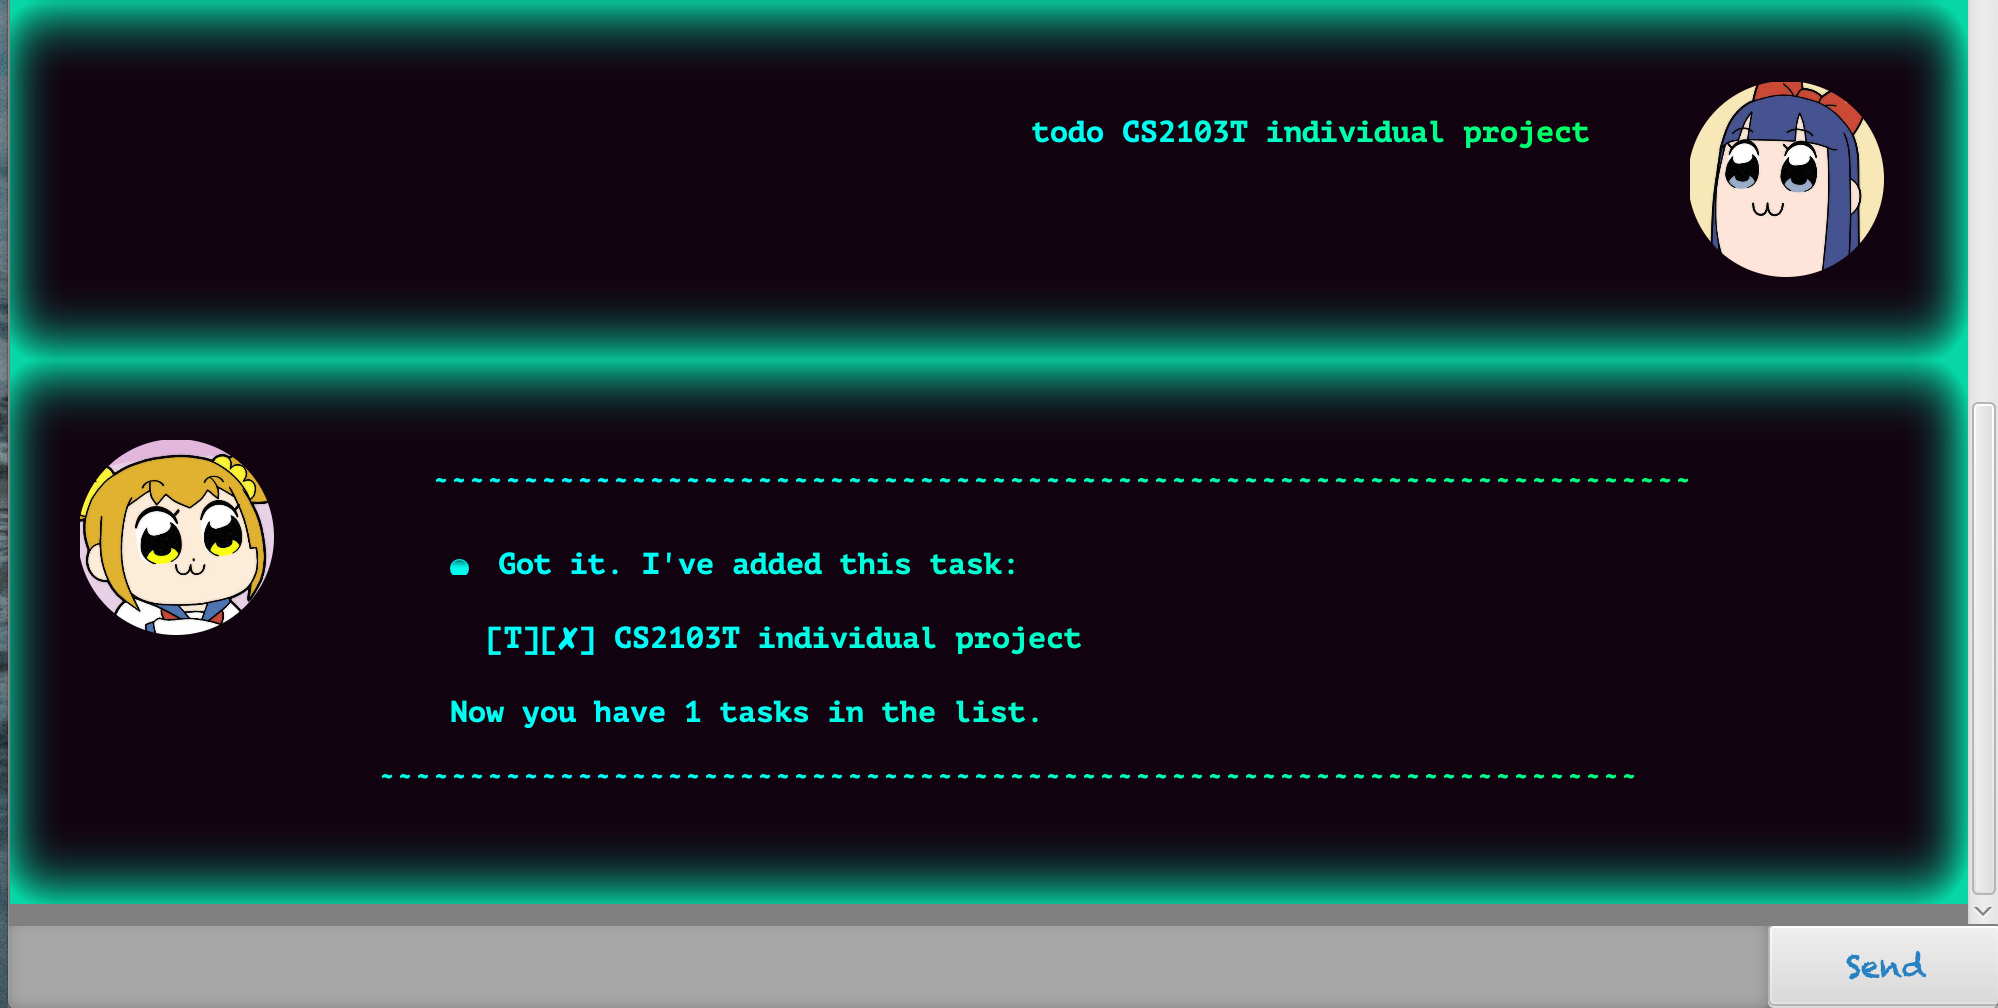 todo CS2103T individual project
~~~~~~~~~~~~~~~~~~~~~~~~~~~~~~~~~~~~~~~~~~~~~~~~~~~~~~~~~~~~~~~~~~~~~~
Got it. I've added this task:
[T][✗] CS2103T individual project
Now you have 1 tasks in the list.
~~~~~~~~~~~~~~~~~~~~~~~~~~~~~~~~~~~~~~~~~~~~~~~~~~~~~~~~~~~~~~~~~~~~~~
Send